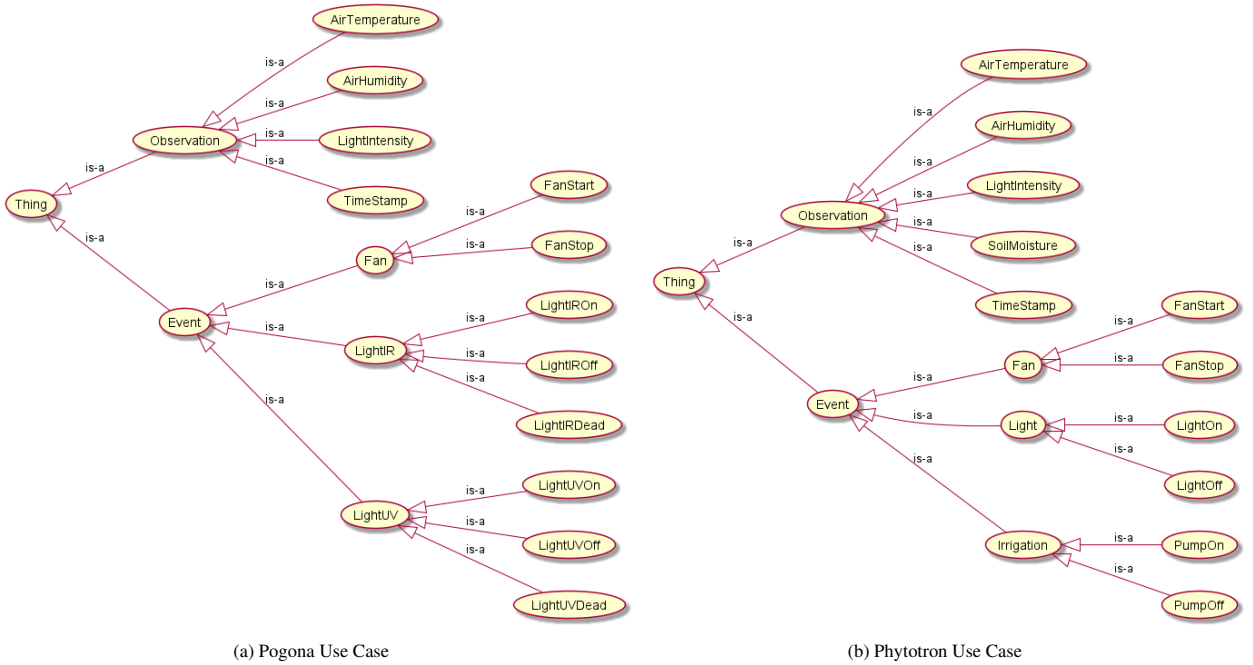 AirTemperature
is-a
AirHumidity
is-a
Observation
is-a
LightIntensity
is-a
TimeStamp
is-a
Thing
is-a
FanStart
is-a
Fan
is-a
FanStop
is-a
Event
is-a
LightIROn
is-a
LightIR
is-a
LightIROff
is-a
LightIRDead
is-a
LightUVOn
is-a
LightUV
is-a
LightUVOff
is-a
LightUVDead
(a) Pogona Use Case
AirTemperature
is-a
AirHumidity
is-a
LightIntensity
is-a
Observation
is-a
SoilMoisture
is-a
TimeStamp
is-a
Thing
is-a
FanStart
is-a
Fan
is-a
FanStop
is-a
Event
is-a
LightOn
is-a
Light
is-a
LightOff
is-a
Irrigation
is-a
PumpOn
is-a
PumpOff
(b) Phytotron Use Case